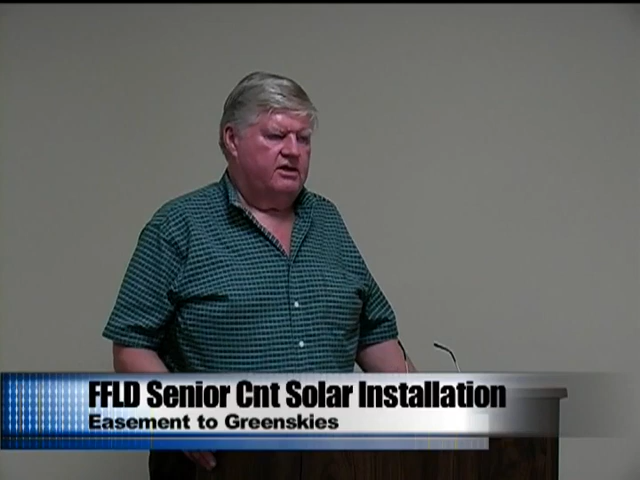 FFLD Senior Cnt Solar Installation
Easement to Greenskies